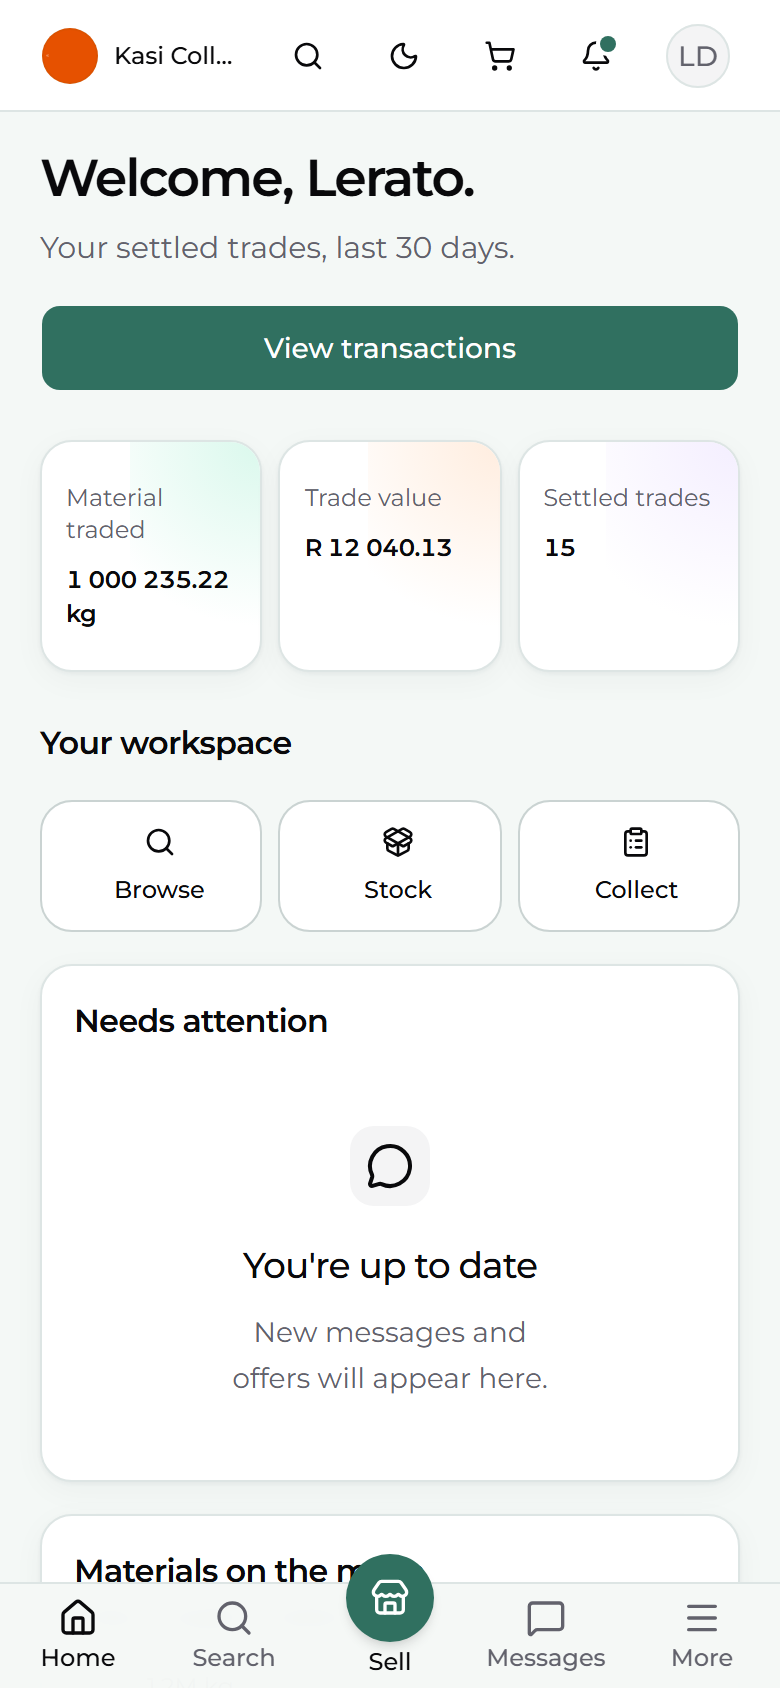 Kasi Coll...
LD
Welcome, Lerato.
Your settled trades, last 30 days.
View transactions
Material
traded
1 000 235.22
kg
Trade value
R 12 040.13
Settled trades
15
Your workspace
Browse
Stock
Collect
Needs attention
You're up to date
New messages and
offers will appear here.
Materials on the
Home
Search
Sell
Messages
More